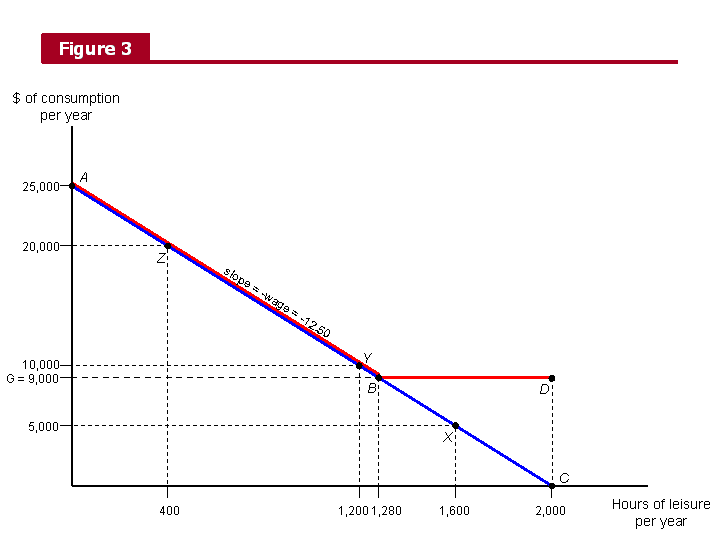 Figure 3
$ of consumption
per year
A
25,000
20,000
Z
slope = -wage = -12.50
Y
10,000
G = 9,000
B
D
5,000
X
C
400
1,200
1,280
1,600
2,000
Hours of leisure
per year